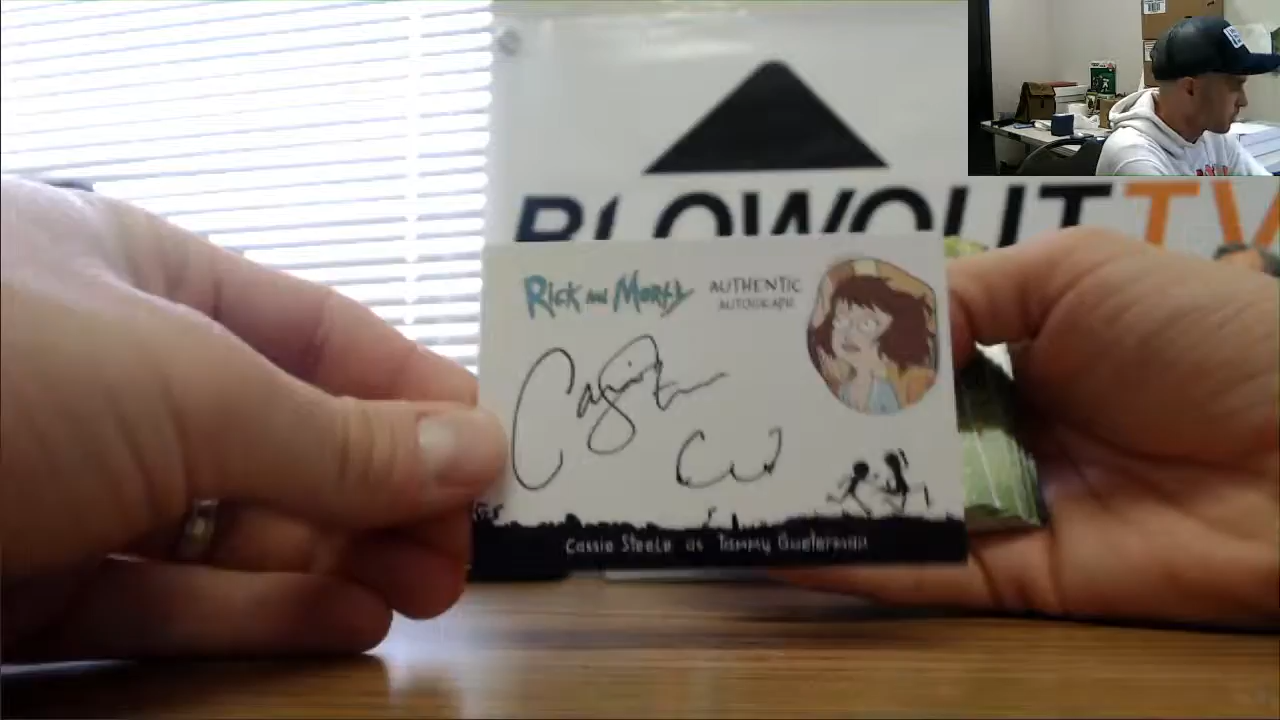 BLOWOUT TV
RICK AND MORTY
AUTHENTIC
AUTOGRAPH
Cassie Steele as Tammy Gueterman